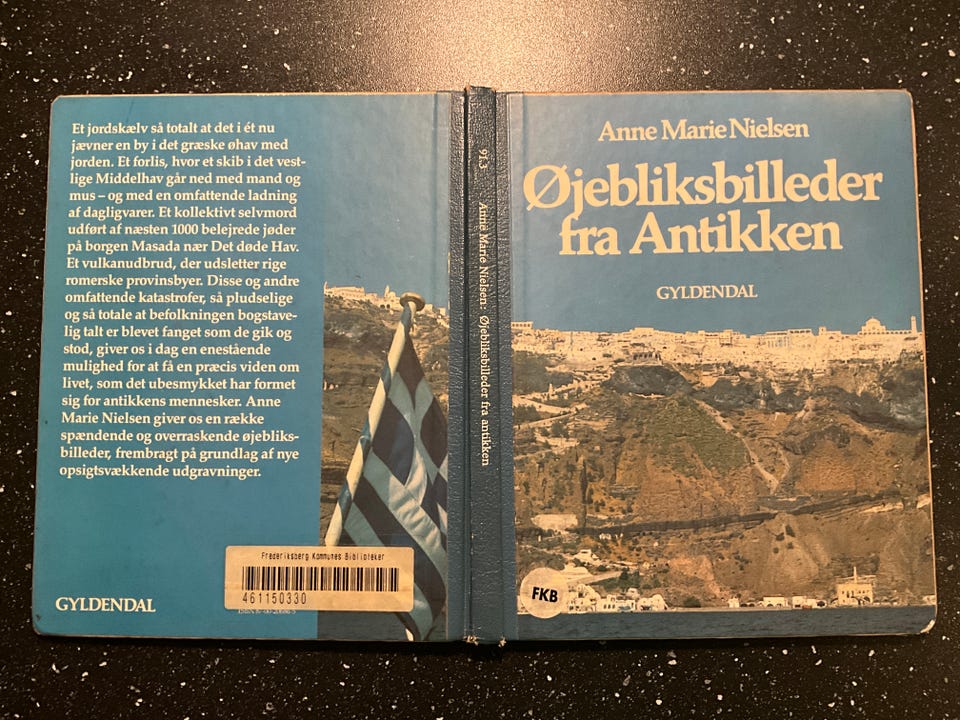 Et jordskælv så totalt at det i ét nu
jævner en by i det græske øhav med
jorden. Et forlis, hvor et skib i det vest-
lige Middelhav går ned med mand og
mus – og med en omfattende ladning
af dagligvarer. Et kollektivt selvmord
udført af næsten 1000 belejrede jøder
på borgen Masada nær Det døde Hav.
Et vulkanudbrud, der udsletter rige
romerske provinsbyer. Disse og andre
omfattende katastrofer, så pludselige
og så totale at befolkningen bogstave-
lig talt er blevet fanget som de gik og
stod, giver os i dag en enestående
mulighed for at få en præcis viden om
livet, som det ubesmykket har formet
sig for antikkens mennesker. Anne
Marie Nielsen giver os en række
spændende og overraskende øjebliks-
billeder, frembragt på grundlag af nye
opsigtsvækkende udgravninger.
Frederiksberg Kommunes Biblioteker
461150330
GYLDENDAL
91.3
Anne Marie Nielsen: Øjebliksbilleder fra antikken
Anne Marie Nielsen
Øjebliksbilleder
fra Antikken
GYLDENDAL
FKB